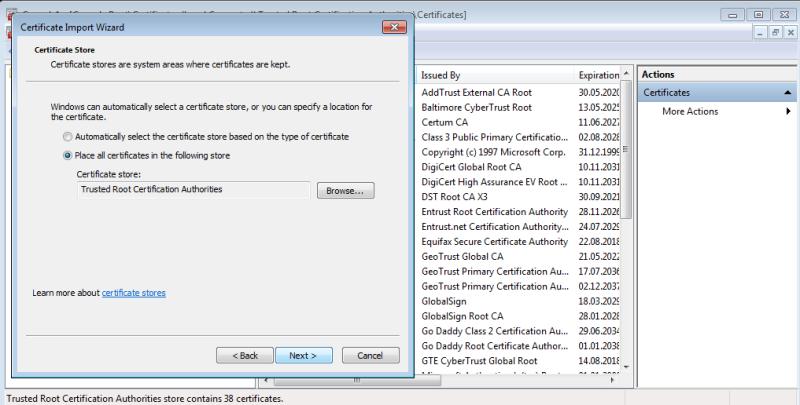 Certificates]
Certificate Import Wizard
Certificate Store
Certificate stores are system areas where certificates are kept.
Windows can automatically select a certificate store, or you can specify a location for
the certificate.
Automatically select the certificate store based on the type of certificate
Place all certificates in the following store
Certificate store:
Trusted Root Certification Authorities
Browse...
Learn more about certificate stores
< Back
Next >
Cancel
Issued By Expiration
AddTrust External CA Root 30.05.2020
Baltimore CyberTrust Root 13.05.2025
Certum CA 11.06.2027
Class 3 Public Primary Certificatio... 02.08.2028
Copyright (c) 1997 Microsoft Corp. 31.12.1999
DigiCert Global Root CA 10.11.2031
DigiCert High Assurance EV Root ... 10.11.2031
DST Root CA X3 30.09.2021
Entrust Root Certification Authority 28.11.2026
Entrust.net Certification Authority... 24.07.2029
Equifax Secure Certificate Authority 22.08.2018
GeoTrust Global CA 21.05.2022
GeoTrust Primary Certification Au... 17.07.2036
GeoTrust Primary Certification Au... 02.12.2037
GlobalSign 18.03.2029
GlobalSign Root CA 28.01.2028
Go Daddy Class 2 Certification Au... 29.06.2034
Go Daddy Root Certificate Author... 01.01.2038
GTE CyberTrust Global Root 14.08.2018
Actions
Certificates
More Actions
Trusted Root Certification Authorities store contains 38 certificates.